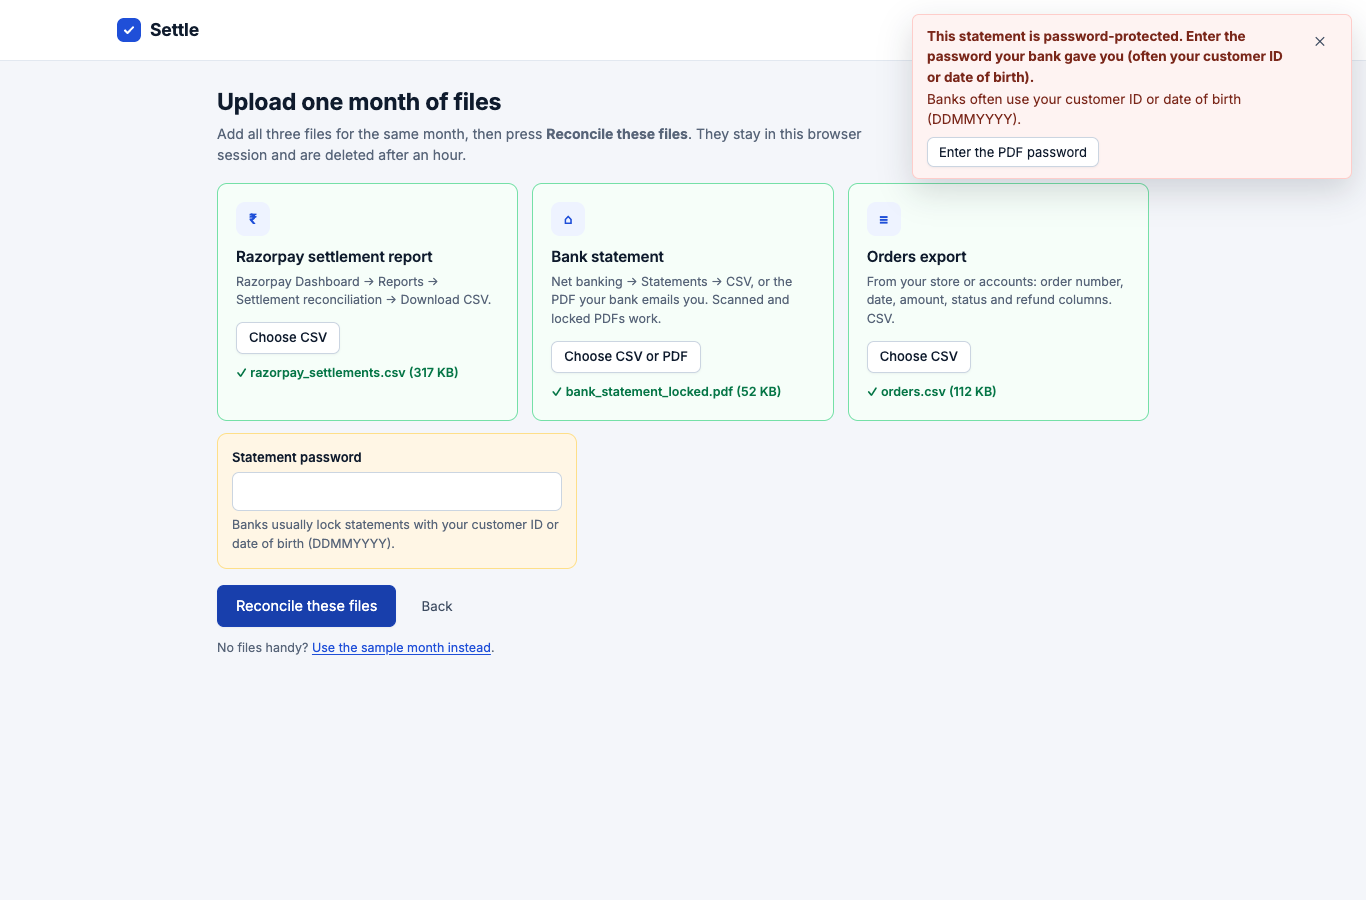 Settle
This statement is password-protected. Enter the
password your bank gave you (often your customer ID
or date of birth).
Banks often use your customer ID or date of birth
(DDMMYYYY).
Enter the PDF password
Upload one month of files
Add all three files for the same month, then press Reconcile these files. They stay in this browser
session and are deleted after an hour.
₹
Razorpay settlement report
Razorpay Dashboard → Reports →
Settlement reconciliation → Download CSV.
Choose CSV
✓ razorpay_settlements.csv (317 KB)
⌂
Bank statement
Net banking → Statements → CSV, or the
PDF your bank emails you. Scanned and
locked PDFs work.
Choose CSV or PDF
✓ bank_statement_locked.pdf (52 KB)
≡
Orders export
From your store or accounts: order number,
date, amount, status and refund columns.
CSV.
Choose CSV
✓ orders.csv (112 KB)
Statement password
Banks usually lock statements with your customer ID or
date of birth (DDMMYYYY).
Reconcile these files
Back
No files handy? Use the sample month instead.